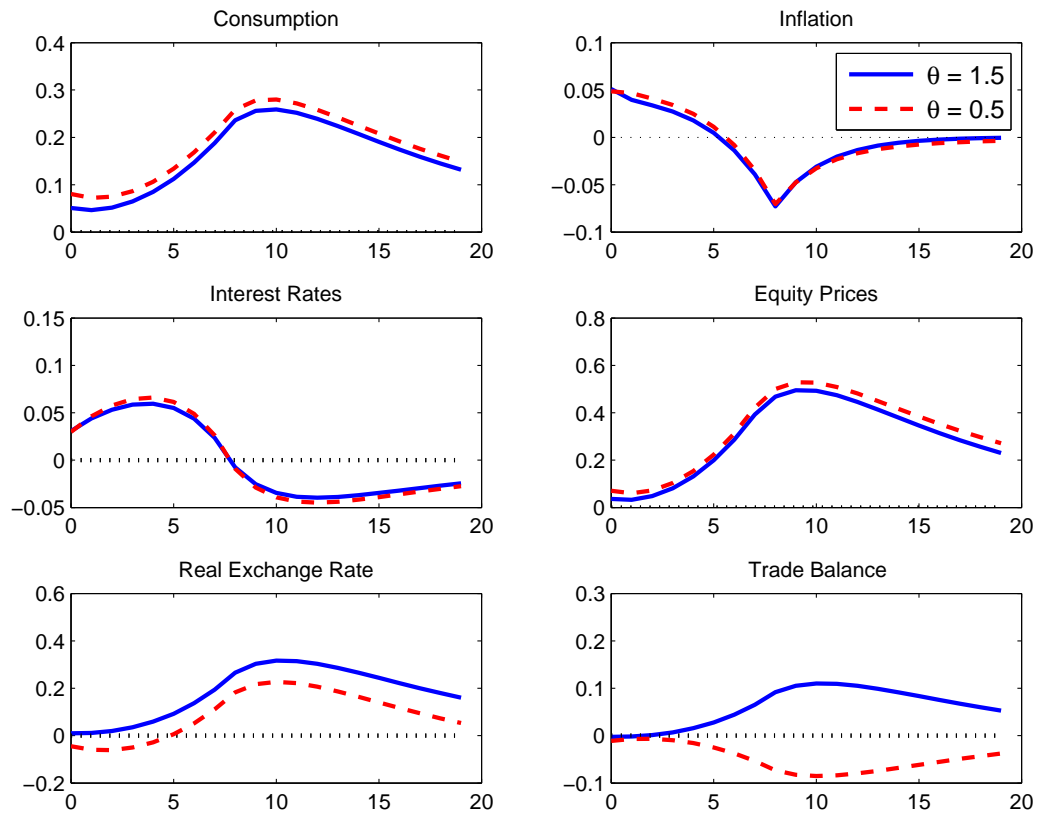 Consumption
0.4
0.3
0.2
0.1
0
0 5 10 15 20
Inflation
0.1
0.05
0
−0.05
−0.1
0 5 10 15 20
θ = 1.5
θ = 0.5
Interest Rates
0.15
0.1
0.05
0
−0.05
0 5 10 15 20
Equity Prices
0.8
0.6
0.4
0.2
0
0 5 10 15 20
Real Exchange Rate
0.6
0.4
0.2
0
−0.2
0 5 10 15 20
Trade Balance
0.3
0.2
0.1
0
−0.1
0 5 10 15 20